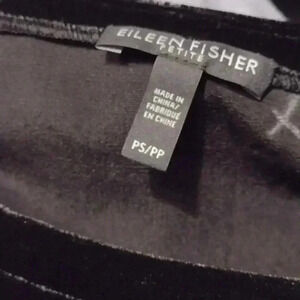 EILEEN FISHER
PETITE
MADE IN
CHINA/
FABRIQUÉ
EN CHINE
PS/PP